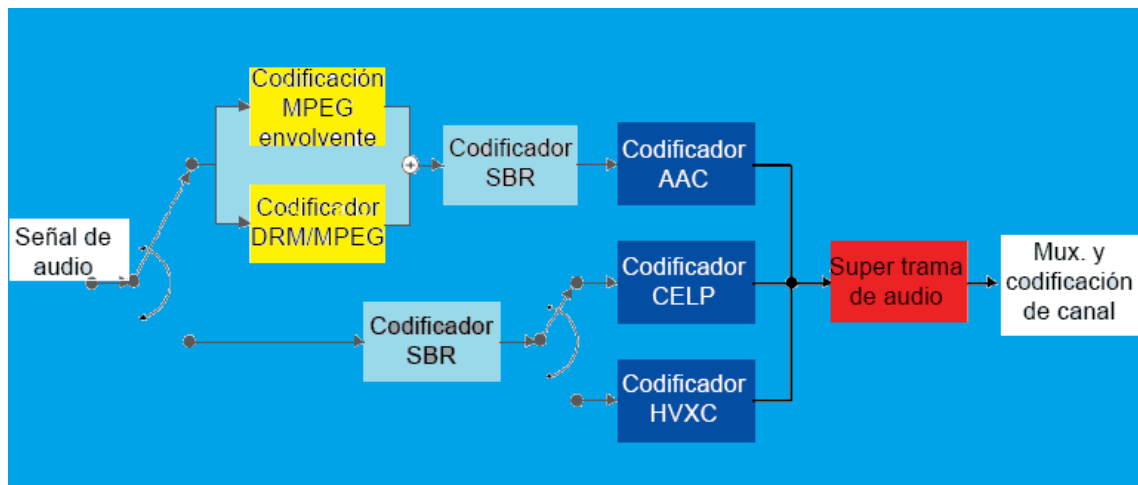 Codificación
MPEG
envolvente
Codificador
SBR
Codificador
AAC
Codificador
DRM/MPEG
Señal de
audio
Codificador
CELP
Super trama
de audio
Mux. y
codificación
de canal
Codificador
SBR
Codificador
HVXC